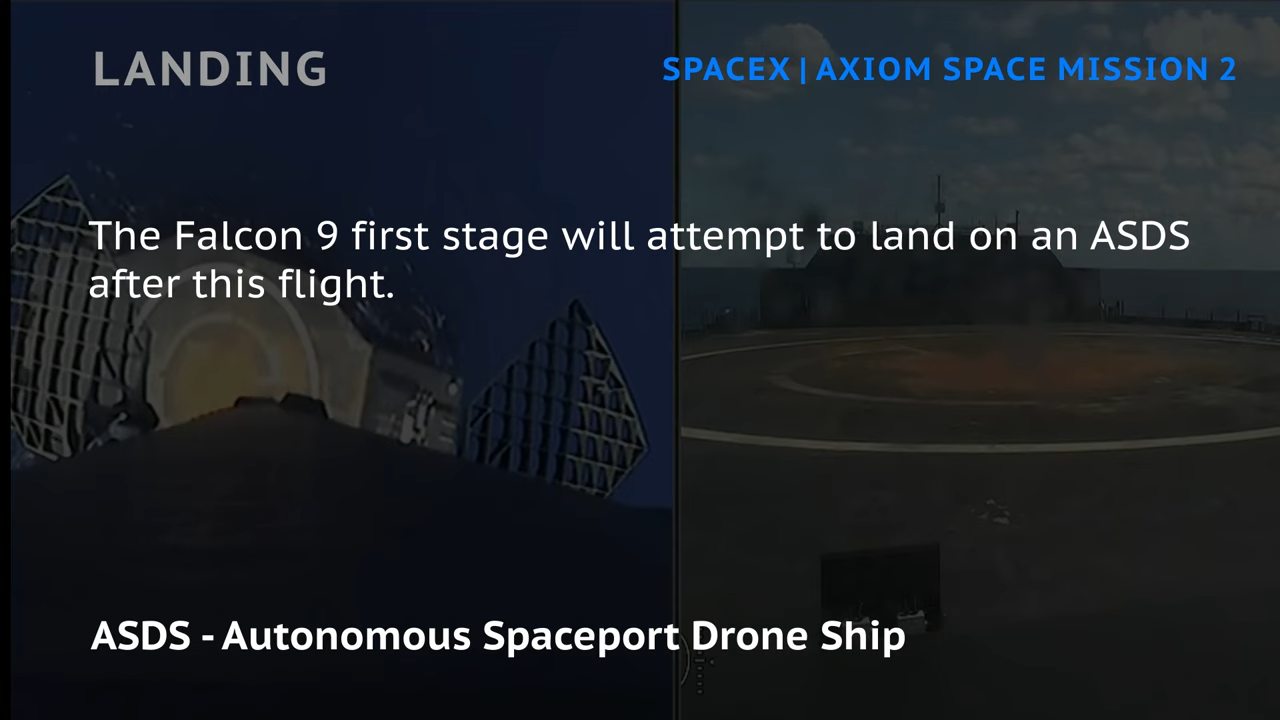 LANDING
SPACEX | AXIOM SPACE MISSION 2
The Falcon 9 first stage will attempt to land on an ASDS
after this flight.
ASDS - Autonomous Spaceport Drone Ship